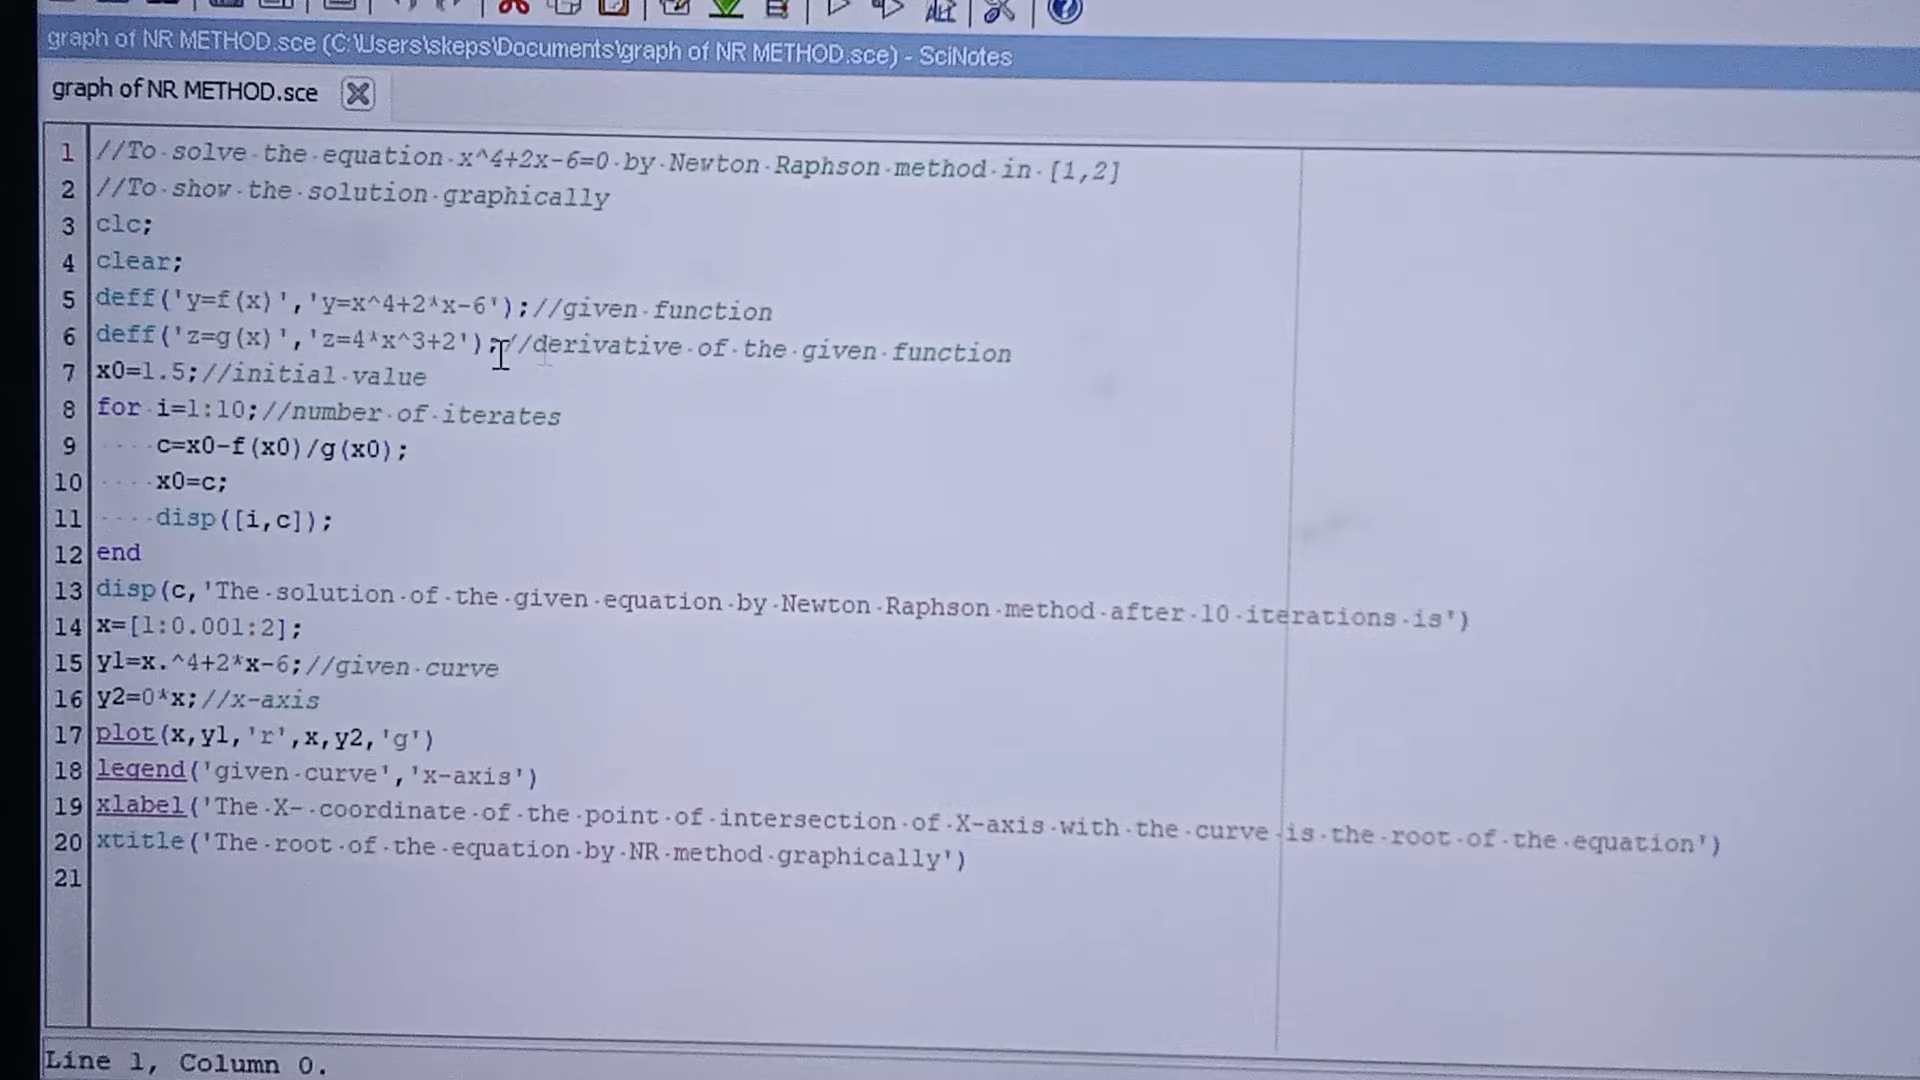 graph of NR METHOD.sce (C:\Users\skeps\Documents\graph of NR METHOD.sce) - SciNotes
graph of NR METHOD.sce
1 //To solve the equation x^4+2x-6=0 by Newton Raphson method in [1,2]
2 //To show the solution graphically
3 clc;
4 clear;
5 deff('y=f(x)','y=x^4+2*x-6');//given function
6 deff('z=g(x)','z=4*x^3+2');//derivative of the given function
7 x0=1.5;//initial value
8 for i=1:10;//number of iterates
9 c=x0-f(x0)/g(x0);
10 x0=c;
11 disp([i,c]);
12 end
13 disp(c,'The solution of the given equation by Newton Raphson method after 10 iterations is')
14 x=[1:0.001:2];
15 y1=x.^4+2*x-6;//given curve
16 y2=0*x;//x-axis
17 plot(x,y1,'r',x,y2,'g')
18 legend('given curve','x-axis')
19 xlabel('The X- coordinate of the point of intersection of X-axis with the curve is the root of the equation')
20 xtitle('The root of the equation by NR method graphically')
21
Line 1, Column 0.